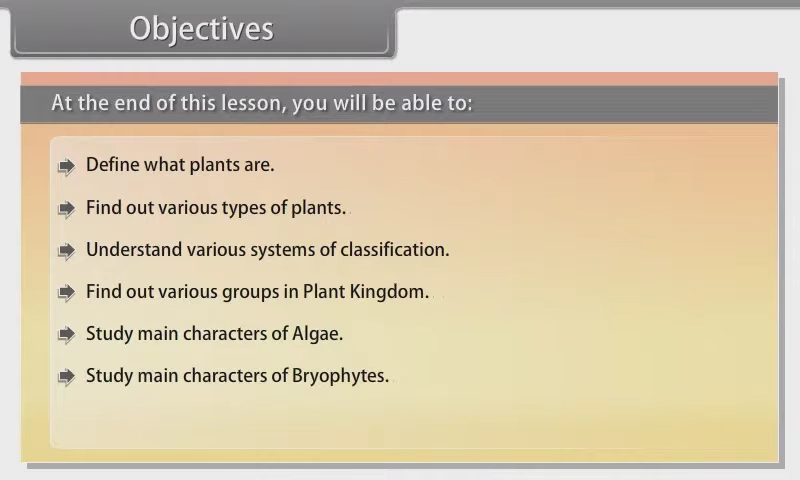 Objectives
At the end of this lesson, you will be able to:
Define what plants are.
Find out various types of plants.
Understand various systems of classification.
Find out various groups in Plant Kingdom.
Study main characters of Algae.
Study main characters of Bryophytes.